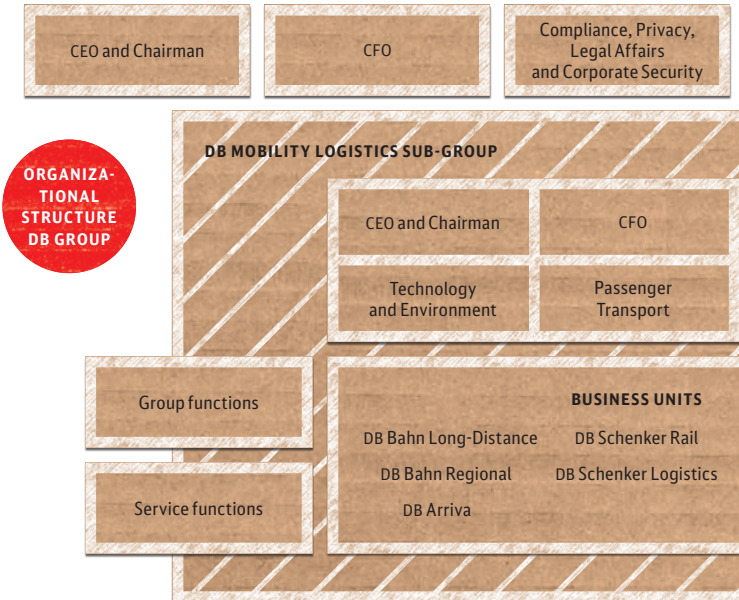 CEO and Chairman
CFO
Compliance, Privacy,
Legal Affairs
and Corporate Security
ORGANIZA-
TIONAL
STRUCTURE
DB GROUP
DB MOBILITY LOGISTICS SUB-GROUP
CEO and Chairman
CFO
Technology
and Environment
Passenger
Transport
Group functions
Service functions
BUSINESS UNITS
DB Bahn Long-Distance
DB Schenker Rail
DB Bahn Regional
DB Schenker Logistics
DB Arriva